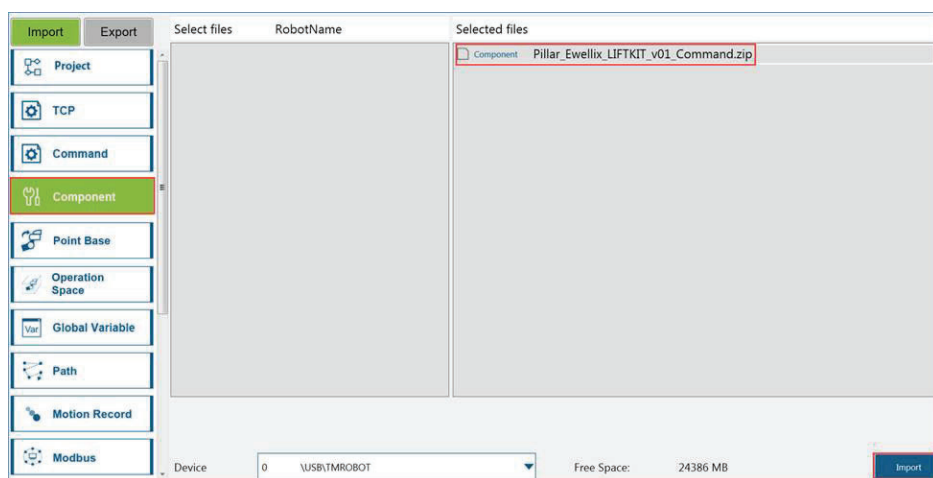 Import Export Select files RobotName Selected files
Project
Component Pillar_Ewellix_LIFTKIT_v01_Command.zip
TCP
Command
Component
Point Base
Operation
Space
Var Global Variable
Path
Motion Record
Modbus
Device 0 \USB\TMROBOT Free Space: 24386 MB Import